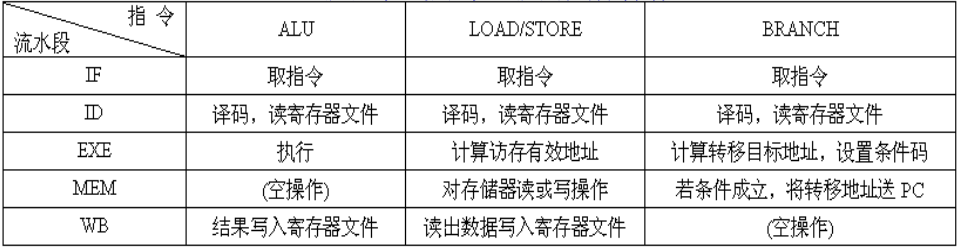 指 令
流水段
ALU
LOAD/STORE
BRANCH
IF
取指令
取指令
取指令
ID
译码，读寄存器文件
译码，读寄存器文件
译码，读寄存器文件
EXE
执行
计算访存有效地址
计算转移目标地址，设置条件码
MEM
(空操作)
对存储器读或写操作
若条件成立，将转移地址送 PC
WB
结果写入寄存器文件
读出数据写入寄存器文件
(空操作)